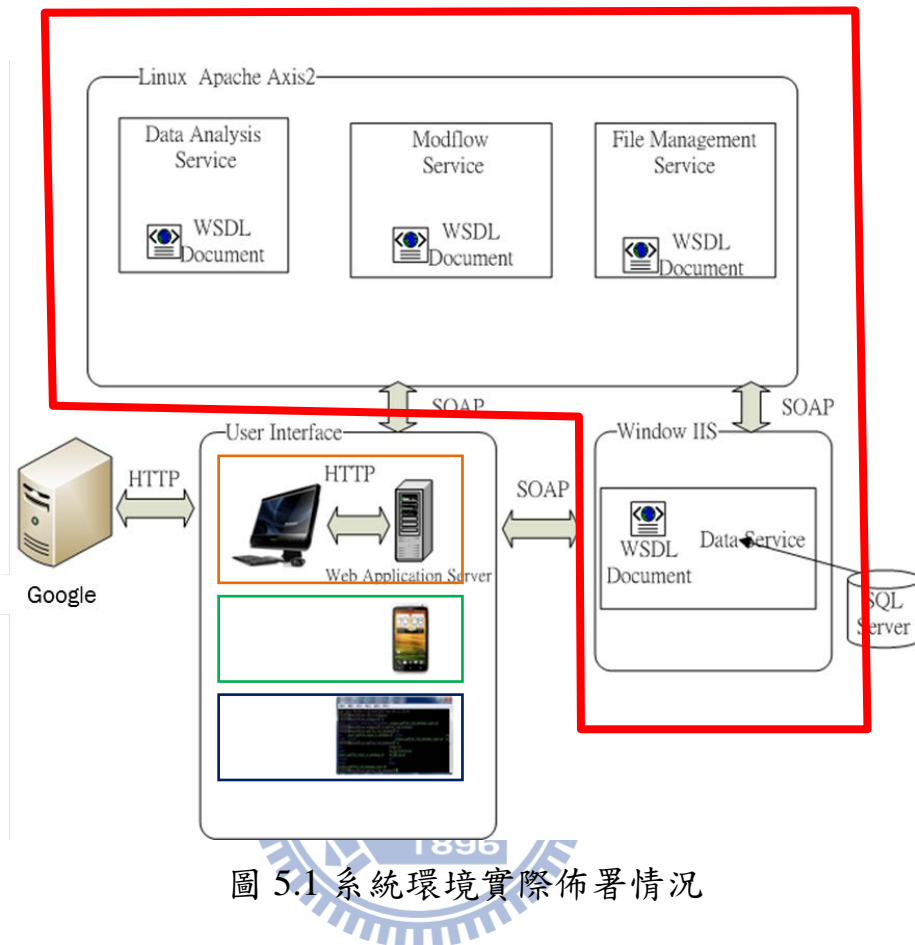 Linux Apache Axis2
Data Analysis
Service
WSDL
Document
Modflow
Service
WSDL
Document
File Management
Service
WSDL
Document
SOAP
SOAP
User Interface
Window IIS
HTTP
HTTP
SOAP
Web Application Server
Google
WSDL
Document
Data Service
SQL
Server
1896
圖 5.1 系統環境實際佈署情況